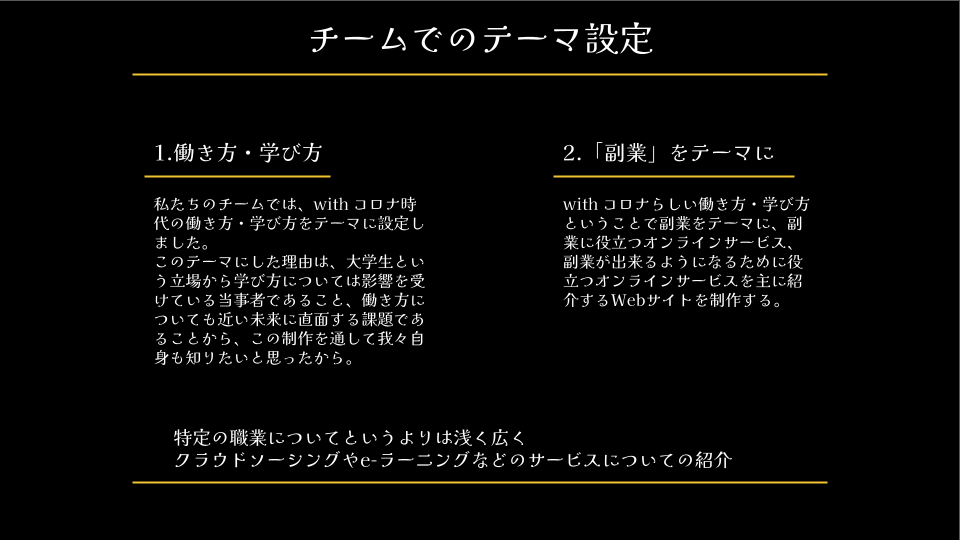 チームでのテーマ設定
1.働き方・学び方
私たちのチームでは、with コロナ時
代の働き方・学び方をテーマに設定し
ました。
このテーマにした理由は、大学生とい
う立場から学び方については影響を受
けている当事者であること、働き方に
ついても近い未来に直面する課題であ
ることから、この制作を通して我々自
身も知りたいと思ったから。
2.「副業」をテーマに
with コロナらしい働き方・学び方
ということで副業をテーマに、副
業に役立つオンラインサービス、
副業が出来るようになるために役
立つオンラインサービスを主に紹
介するWebサイトを制作する。
特定の職業についてというよりは浅く広く
クラウドソーシングやe-ラーニングなどのサービスについての紹介